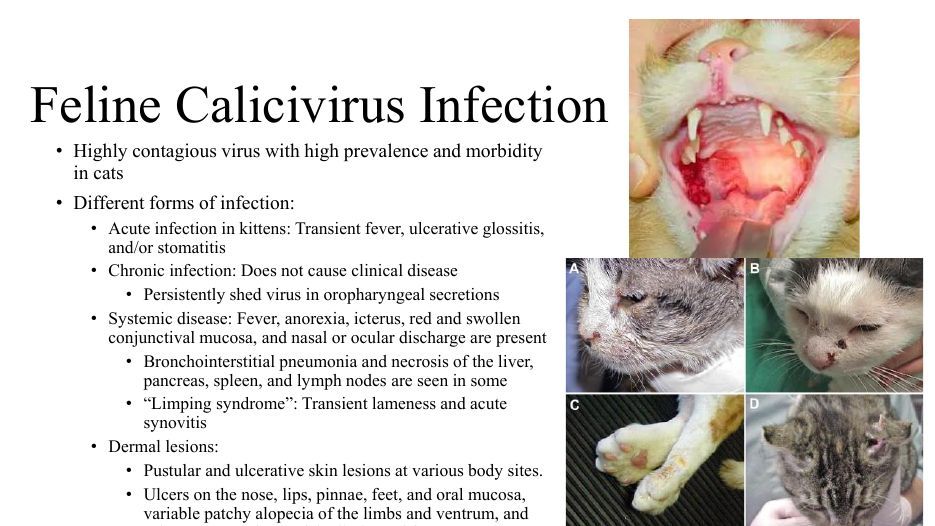 Feline Calicivirus Infection
• Highly contagious virus with high prevalence and morbidity
in cats
• Different forms of infection:
• Acute infection in kittens: Transient fever, ulcerative glossitis,
and/or stomatitis
• Chronic infection: Does not cause clinical disease
• Persistently shed virus in oropharyngeal secretions
• Systemic disease: Fever, anorexia, icterus, red and swollen
conjunctival mucosa, and nasal or ocular discharge are present
• Bronchointerstitial pneumonia and necrosis of the liver,
pancreas, spleen, and lymph nodes are seen in some
• “Limping syndrome”: Transient lameness and acute
synovitis
• Dermal lesions:
• Pustular and ulcerative skin lesions at various body sites.
• Ulcers on the nose, lips, pinnae, feet, and oral mucosa,
variable patchy alopecia of the limbs and ventrum, and
A
B
C
D